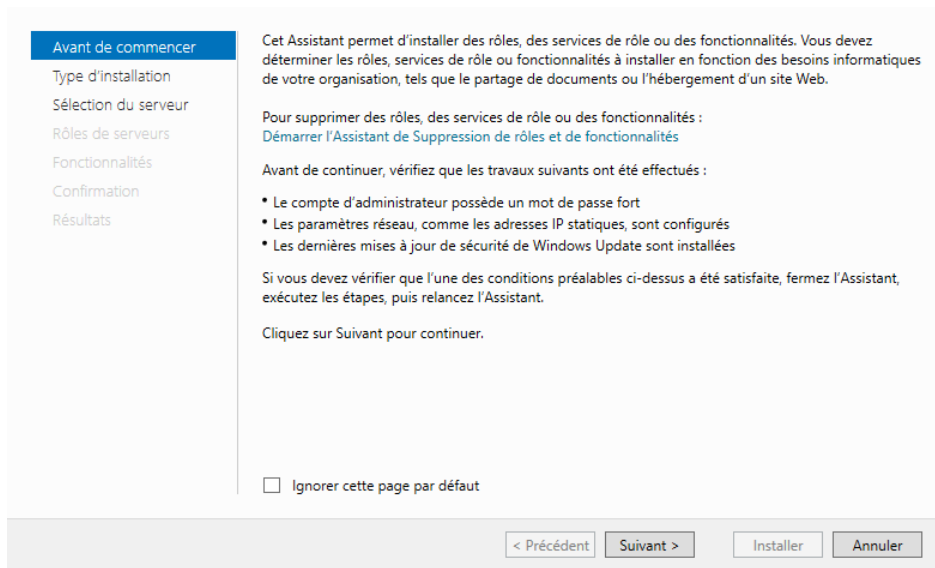 Avant de commencer
Type d'installation
Sélection du serveur
Rôles de serveurs
Fonctionnalités
Confirmation
Résultats
Cet Assistant permet d'installer des rôles, des services de rôle ou des fonctionnalités. Vous devez
déterminer les rôles, services de rôle ou fonctionnalités à installer en fonction des besoins informatiques
de votre organisation, tels que le partage de documents ou l'hébergement d'un site Web.
Pour supprimer des rôles, des services de rôle ou des fonctionnalités :
Démarrer l'Assistant de Suppression de rôles et de fonctionnalités
Avant de continuer, vérifiez que les travaux suivants ont été effectués :
• Le compte d'administrateur possède un mot de passe fort
• Les paramètres réseau, comme les adresses IP statiques, sont configurés
• Les dernières mises à jour de sécurité de Windows Update sont installées
Si vous devez vérifier que l'une des conditions préalables ci-dessus a été satisfaite, fermez l'Assistant,
exécutez les étapes, puis relancez l'Assistant.
Cliquez sur Suivant pour continuer.
Ignorer cette page par défaut
< Précédent
Suivant >
Installer
Annuler